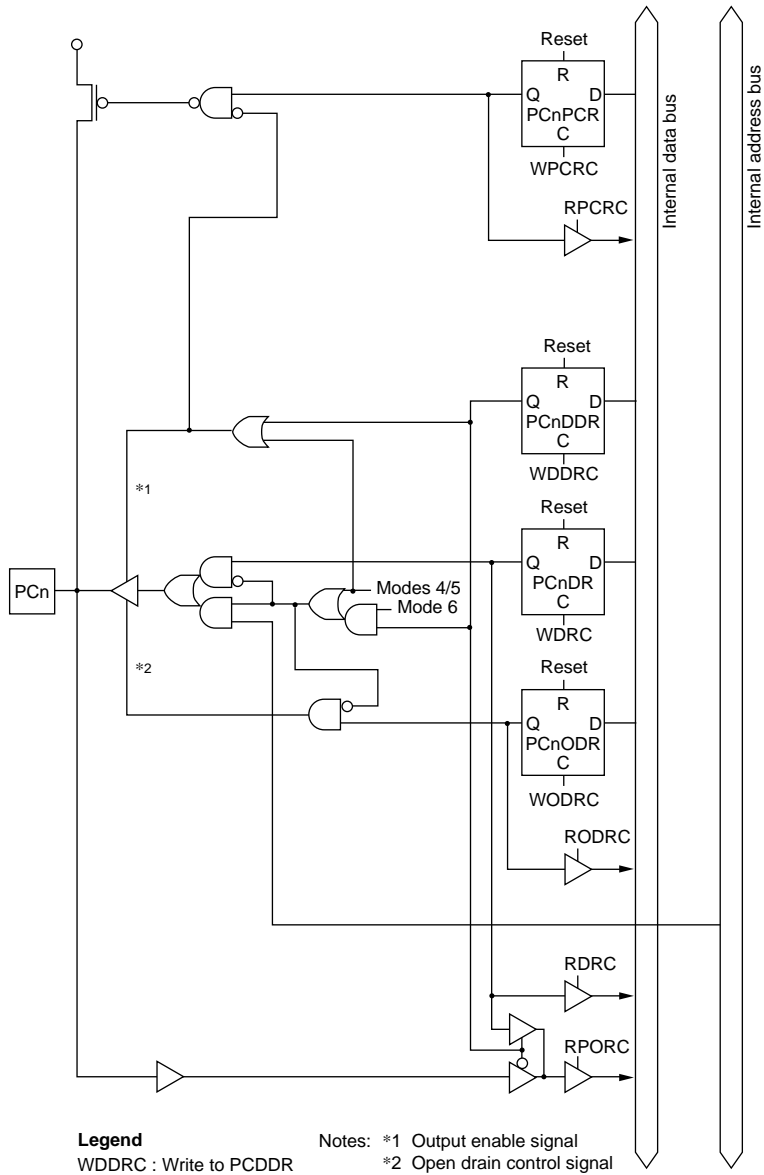 Reset
R
Q D
PCnPCR
C
WPCRC
RPCRC
Internal data bus
Internal address bus
Reset
R
Q D
PCnDDR
C
WDDRC
*1
Reset
R
Q D
PCnDR
C
WDRC
PCn
Modes 4/5
Mode 6
*2
Reset
R
Q D
PCnODR
C
WODRC
RODRC
RDRC
RPORC
Legend
WDDRC : Write to PCDDR
Notes: *1 Output enable signal
*2 Open drain control signal